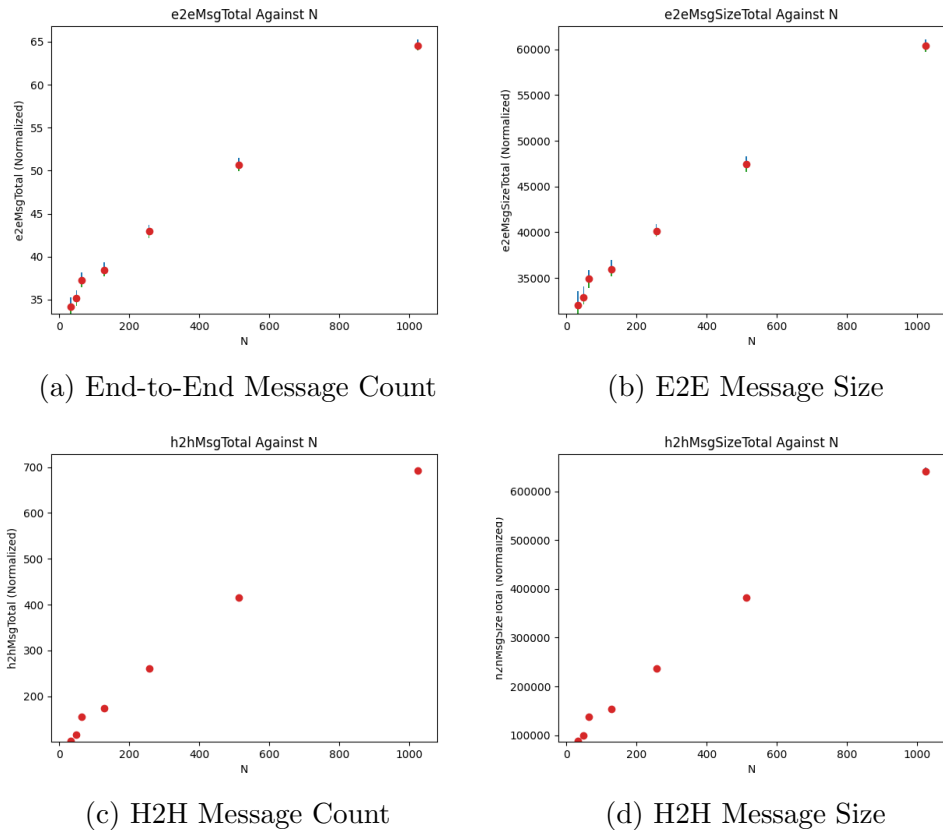 e2eMsgTotal Against N
e2eMsgTotal (Normalized)
65
60
55
50
45
40
35
0 200 400 600 800 1000
N
(a) End-to-End Message Count
e2eMsgSizeTotal Against N
e2eMsgSizeTotal (Normalized)
60000
55000
50000
45000
40000
35000
0 200 400 600 800 1000
N
(b) E2E Message Size
h2hMsgTotal Against N
h2hMsgTotal (Normalized)
700
600
500
400
300
200
0 200 400 600 800 1000
N
(c) H2H Message Count
h2hMsgSizeTotal Against N
h2hMsgSizeTotal (Normalized)
600000
500000
400000
300000
200000
100000
0 200 400 600 800 1000
N
(d) H2H Message Size